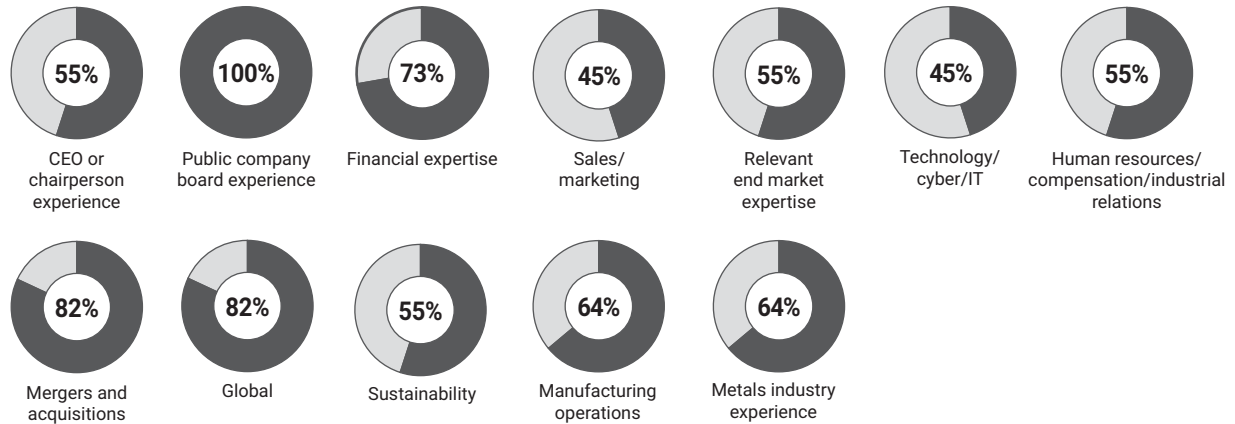 55%
CEO or
chairperson
experience
100%
Public company
board experience
73%
Financial expertise
45%
Sales/
marketing
55%
Relevant
end market
expertise
45%
Technology/
cyber/IT
55%
Human resources/
compensation/industrial
relations
82%
Mergers and
acquisitions
82%
Global
55%
Sustainability
64%
Manufacturing
operations
64%
Metals industry
experience